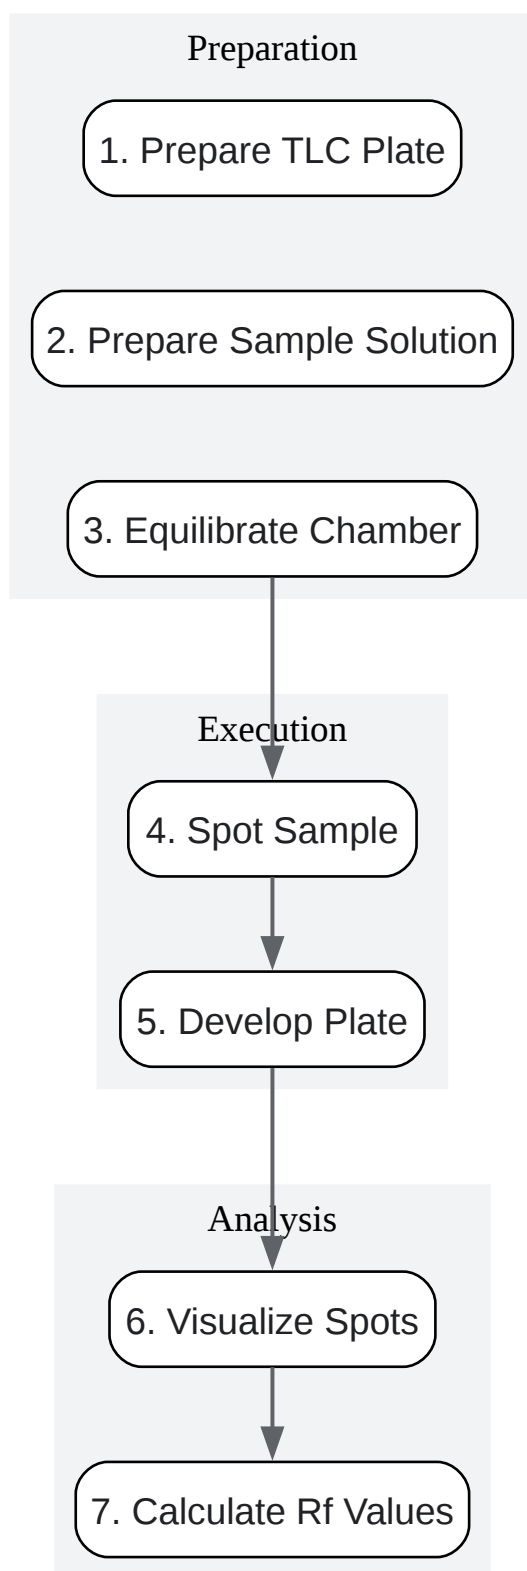 Preparation
1. Prepare TLC Plate
2. Prepare Sample Solution
3. Equilibrate Chamber
Execution
4. Spot Sample
5. Develop Plate
Analysis
6. Visualize Spots
7. Calculate Rf Values